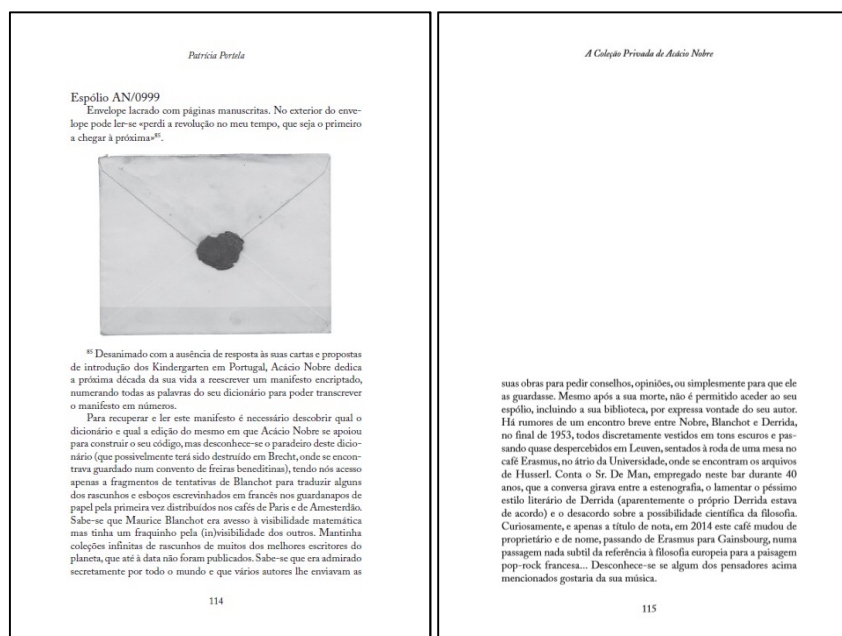 Patrícia Portela
Espólio AN/0999
Envelope lacrado com páginas manuscritas. No exterior do enve-
lope pode ler-se «perdi a revolução no meu tempo, que seja o primeiro
a chegar à próxima»⁸⁵.
⁸⁵ Desanimado com a ausência de resposta às suas cartas e propostas
de introdução dos Kindergarten em Portugal, Acácio Nobre dedica
a próxima década da sua vida a reescrever um manifesto encriptado,
numerando todas as palavras do seu dicionário para poder transcrever
o manifesto em números.
Para recuperar e ler este manifesto é necessário descobrir qual o
dicionário e qual a edição do mesmo em que Acácio Nobre se apoiou
para construir o seu código, mas desconhece-se o paradeiro deste dicio-
nário (que possivelmente terá sido destruído em Brecht, onde se encon-
trava guardado num convento de freiras beneditinas), tendo nós acesso
apenas a fragmentos de tentativas de Blanchot para traduzir alguns
dos rascunhos e esboços escrevinhados em francês nos guardanapos de
papel pela primeira vez distribuídos nos cafés de Paris e de Amesterdão.
Sabe-se que Maurice Blanchot era avesso à visibilidade matemática
mas tinha um fraquinho pela (in)visibilidade dos outros. Mantinha
coleções infinitas de rascunhos de muitos dos melhores escritores do
planeta, que até à data não foram publicados. Sabe-se que era admirado
secretamente por todo o mundo e que vários autores lhe enviavam as
114
A Coleção Privada de Acácio Nobre
suas obras para pedir conselhos, opiniões, ou simplesmente para que ele
as guardasse. Mesmo após a sua morte, não é permitido aceder ao seu
espólio, incluindo a sua biblioteca, por expressa vontade do seu autor.
Há rumores de um encontro breve entre Nobre, Blanchot e Derrida,
no final de 1953, todos discretamente vestidos em tons escuros e pas-
sando quase despercebidos em Leuven, sentados à roda de uma mesa no
café Erasmus, no átrio da Universidade, onde se encontram os arquivos
de Husserl. Conta o Sr. De Man, empregado neste bar durante 40
anos, que a conversa girava entre a estenografia, o lamentar o péssimo
estilo literário de Derrida (aparentemente o próprio Derrida estava
de acordo) e o desacordo sobre a possibilidade científica da filosofia.
Curiosamente, e apenas a título de nota, em 2014 este café mudou de
proprietário e de nome, passando de Erasmus para Gainsbourg, numa
passagem nada subtil da referência à filosofia europeia para a paisagem
pop-rock francesa... Desconhece-se se algum dos pensadores acima
mencionados gostaria da sua música.
115